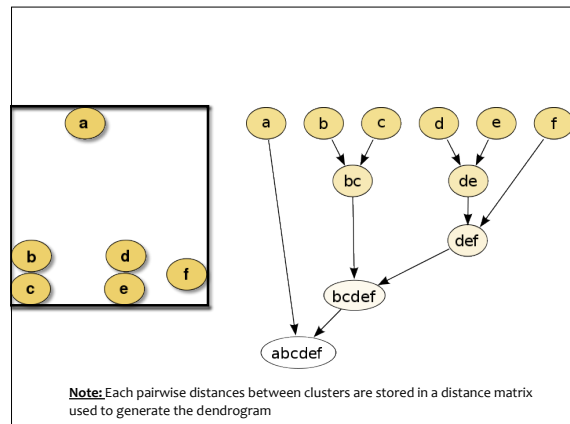 a
b
c
d
e
f
a b c d e f
bc de
def
bcdef
abcdef
Note: Each pairwise distances between clusters are stored in a distance matrix
used to generate the dendrogram